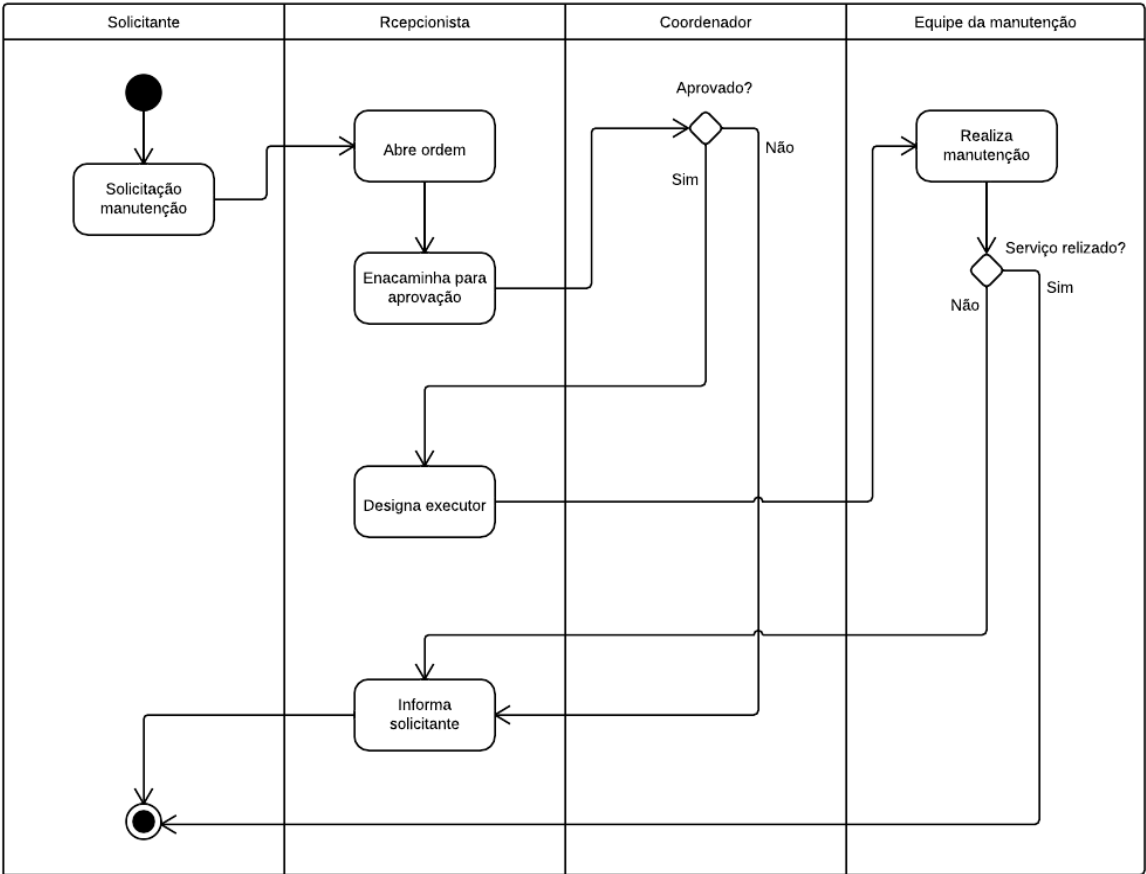 Solicitante
Rcepcionista
Coordenador
Equipe da manutenção
Solicitação
manutenção
Abre ordem
Enacaminha para
aprovação
Designa executor
Informa
solicitante
Aprovado?
Não
Sim
Realiza
manutenção
Serviço relizado?
Sim
Não